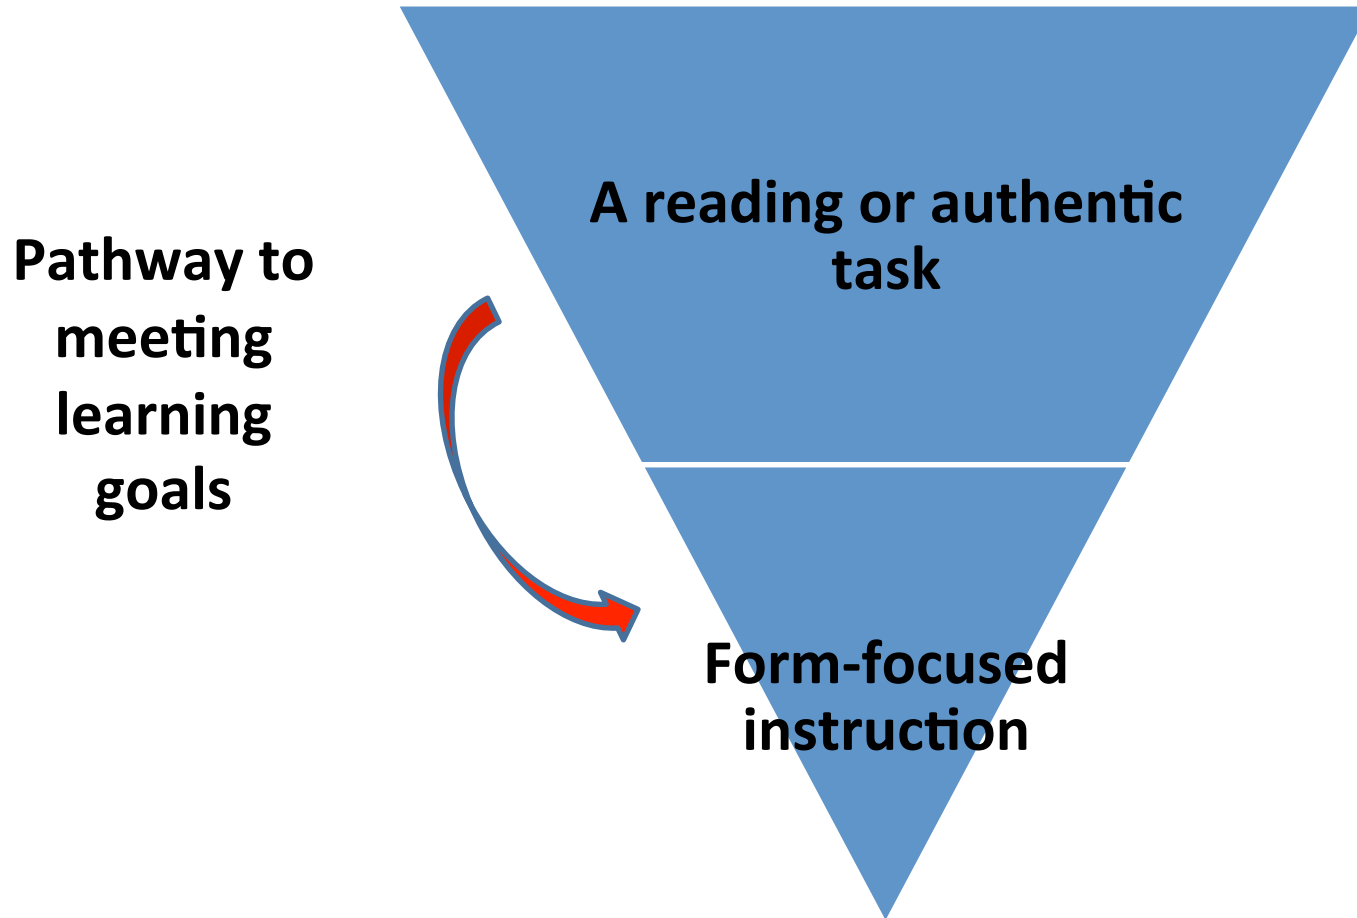 Pathway to
meeting
learning
goals
A reading or authentic
task
Form-focused
instruction